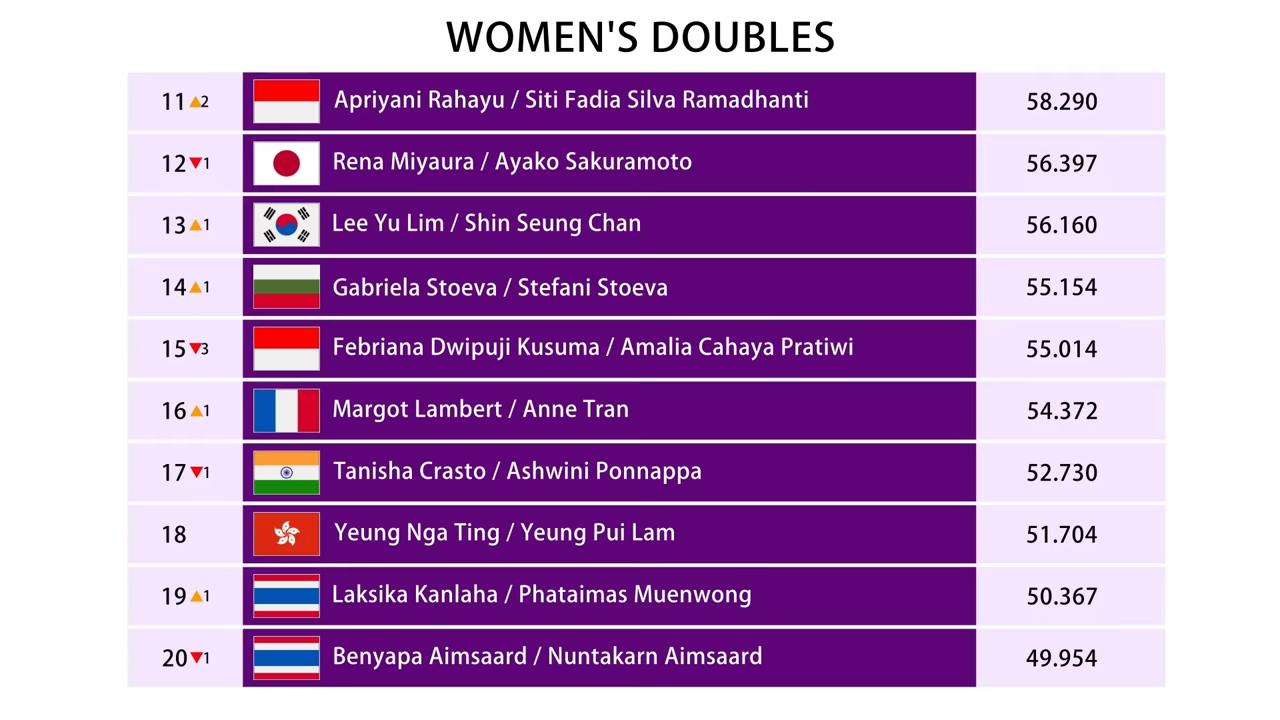 WOMEN'S DOUBLES
11 ▲2 Apriyani Rahayu / Siti Fadia Silva Ramadhanti 58.290
12 ▼1 Rena Miyaura / Ayako Sakuramoto 56.397
13 ▲1 Lee Yu Lim / Shin Seung Chan 56.160
14 ▲1 Gabriela Stoeva / Stefani Stoeva 55.154
15 ▼3 Febriana Dwipuji Kusuma / Amalia Cahaya Pratiwi 55.014
16 ▲1 Margot Lambert / Anne Tran 54.372
17 ▼1 Tanisha Crasto / Ashwini Ponnappa 52.730
18 Yeung Nga Ting / Yeung Pui Lam 51.704
19 ▲1 Laksika Kanlaha / Phataimas Muenwong 50.367
20 ▼1 Benyapa Aimsaard / Nuntakarn Aimsaard 49.954